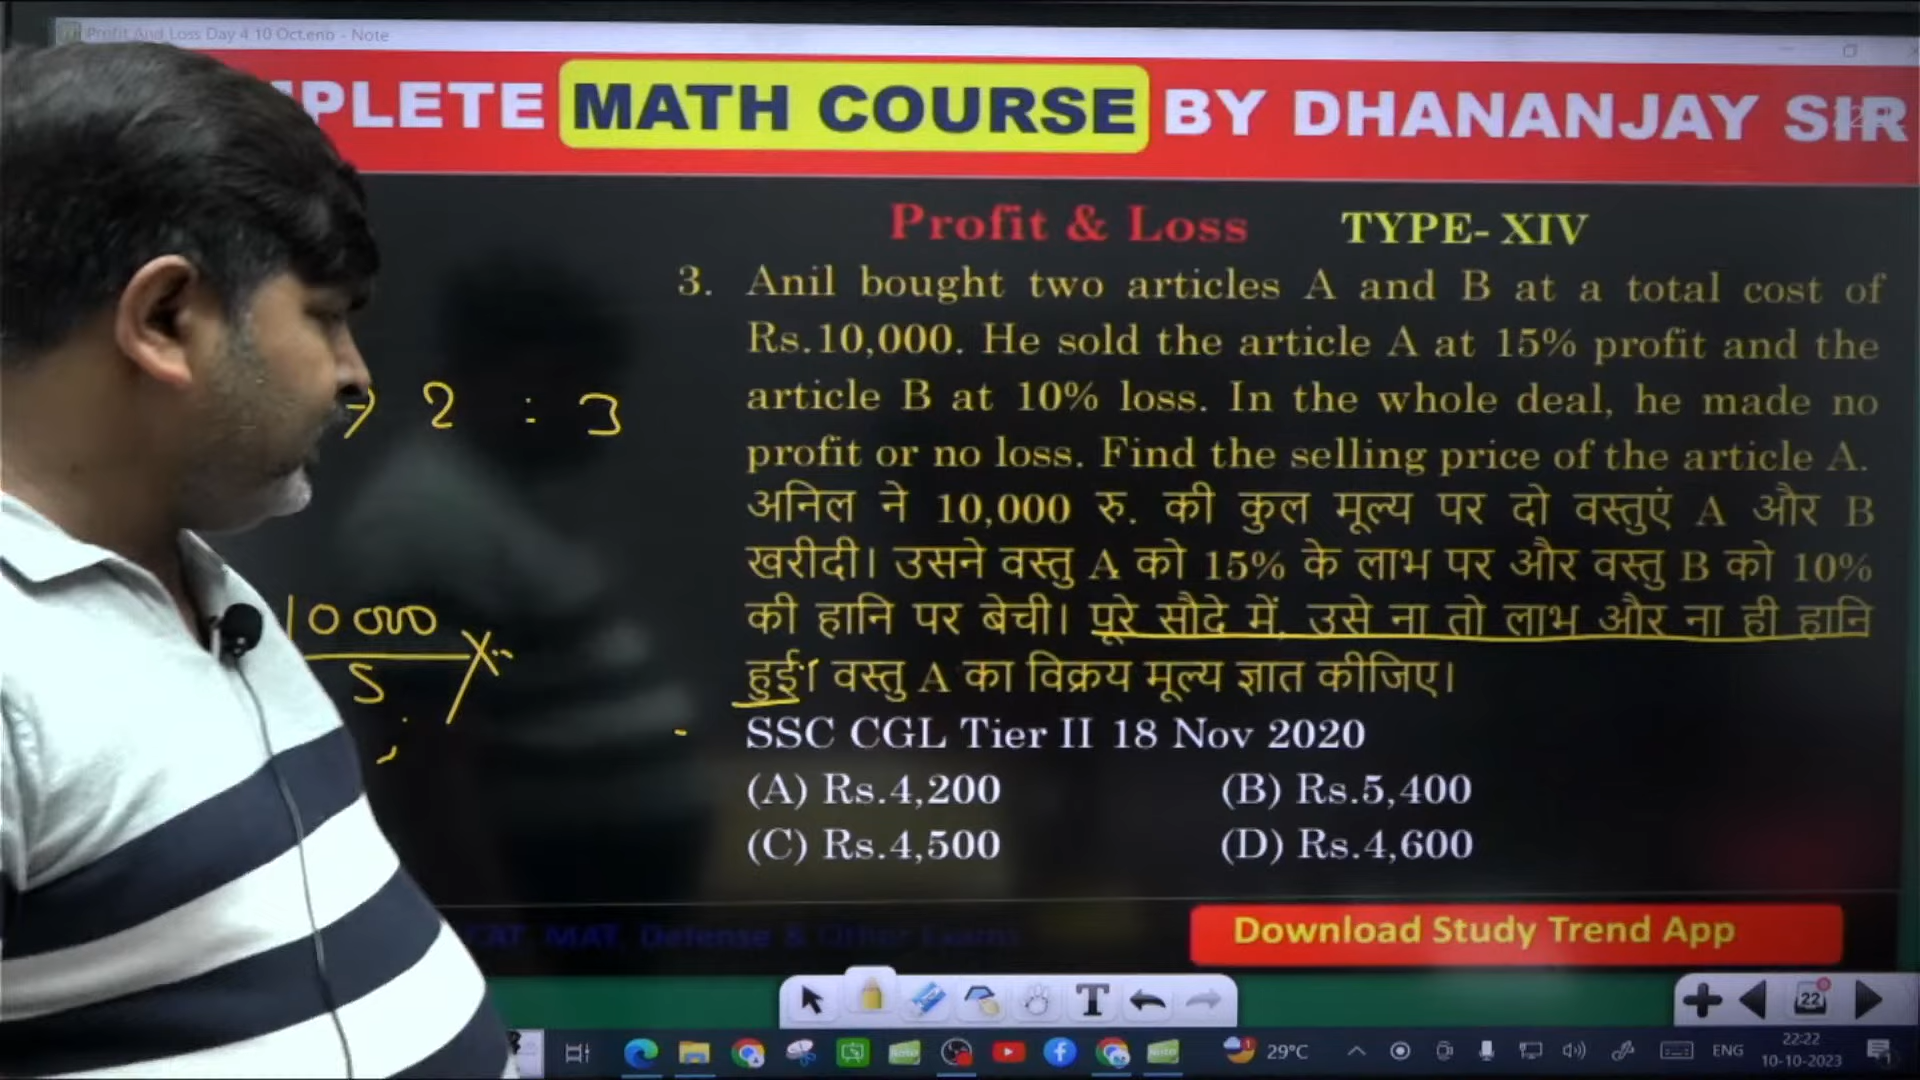 Profit And Loss Day 4 10 Oct.enb - Note
PLETE MATH COURSE BY DHANANJAY SIR
Profit & Loss TYPE- XIV
3. Anil bought two articles A and B at a total cost of
Rs.10,000. He sold the article A at 15% profit and the
article B at 10% loss. In the whole deal, he made no
profit or no loss. Find the selling price of the article A.
अनिल ने 10,000 रु. की कुल मूल्य पर दो वस्तुएं A और B
खरीदी। उसने वस्तु A को 15% के लाभ पर और वस्तु B को 10%
की हानि पर बेची। पूरे सौदे में, उसे ना तो लाभ और ना ही हानि
हुई। वस्तु A का विक्रय मूल्य ज्ञात कीजिए।
SSC CGL Tier II 18 Nov 2020
(A) Rs.4,200 (B) Rs.5,400
(C) Rs.4,500 (D) Rs.4,600
2 : 3
10000
5
CAT, MAT, Defense & Other Exams
Download Study Trend App
T
22
29°C
ENG
22:22
10-10-2023